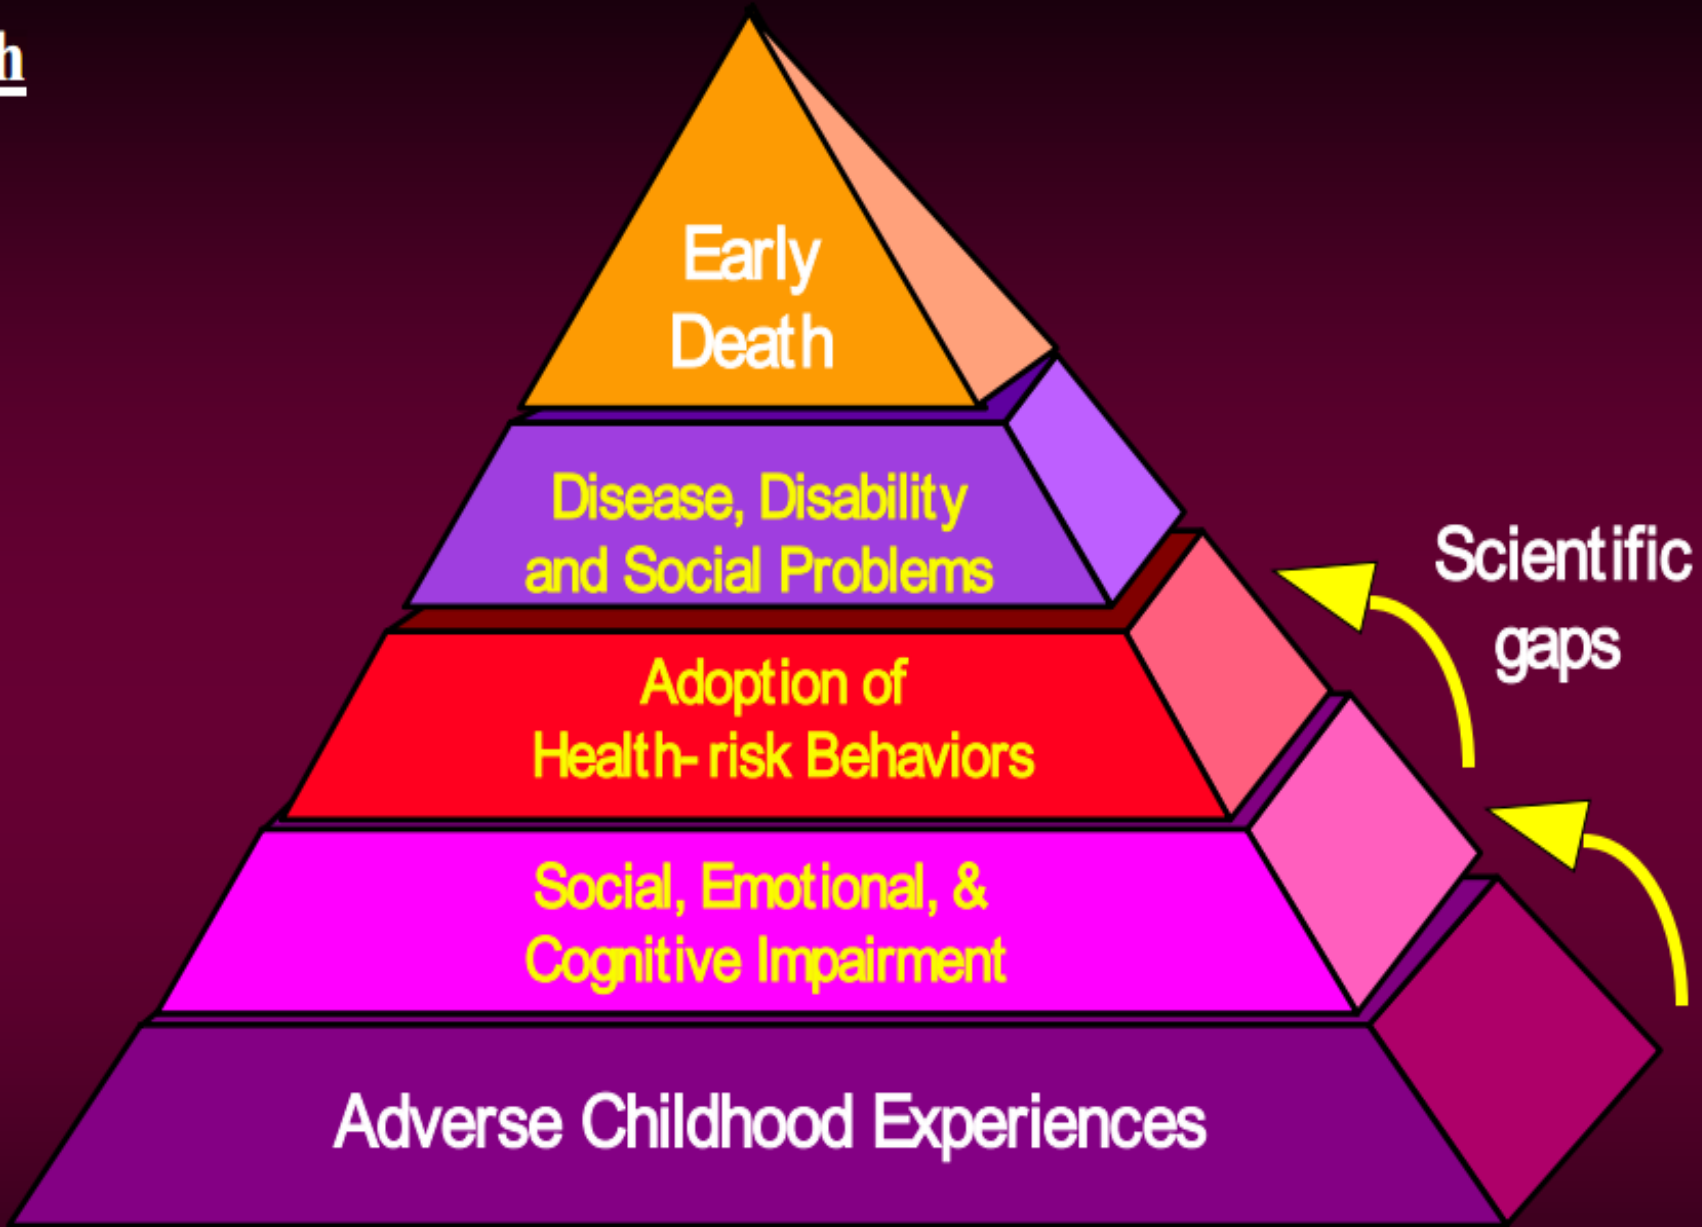 h
Early
Death
Disease, Disability
and Social Problems
Scientific
gaps
Adoption of
Health-risk Behaviors
Social, Emotional, &
Cognitive Impairment
Adverse Childhood Experiences